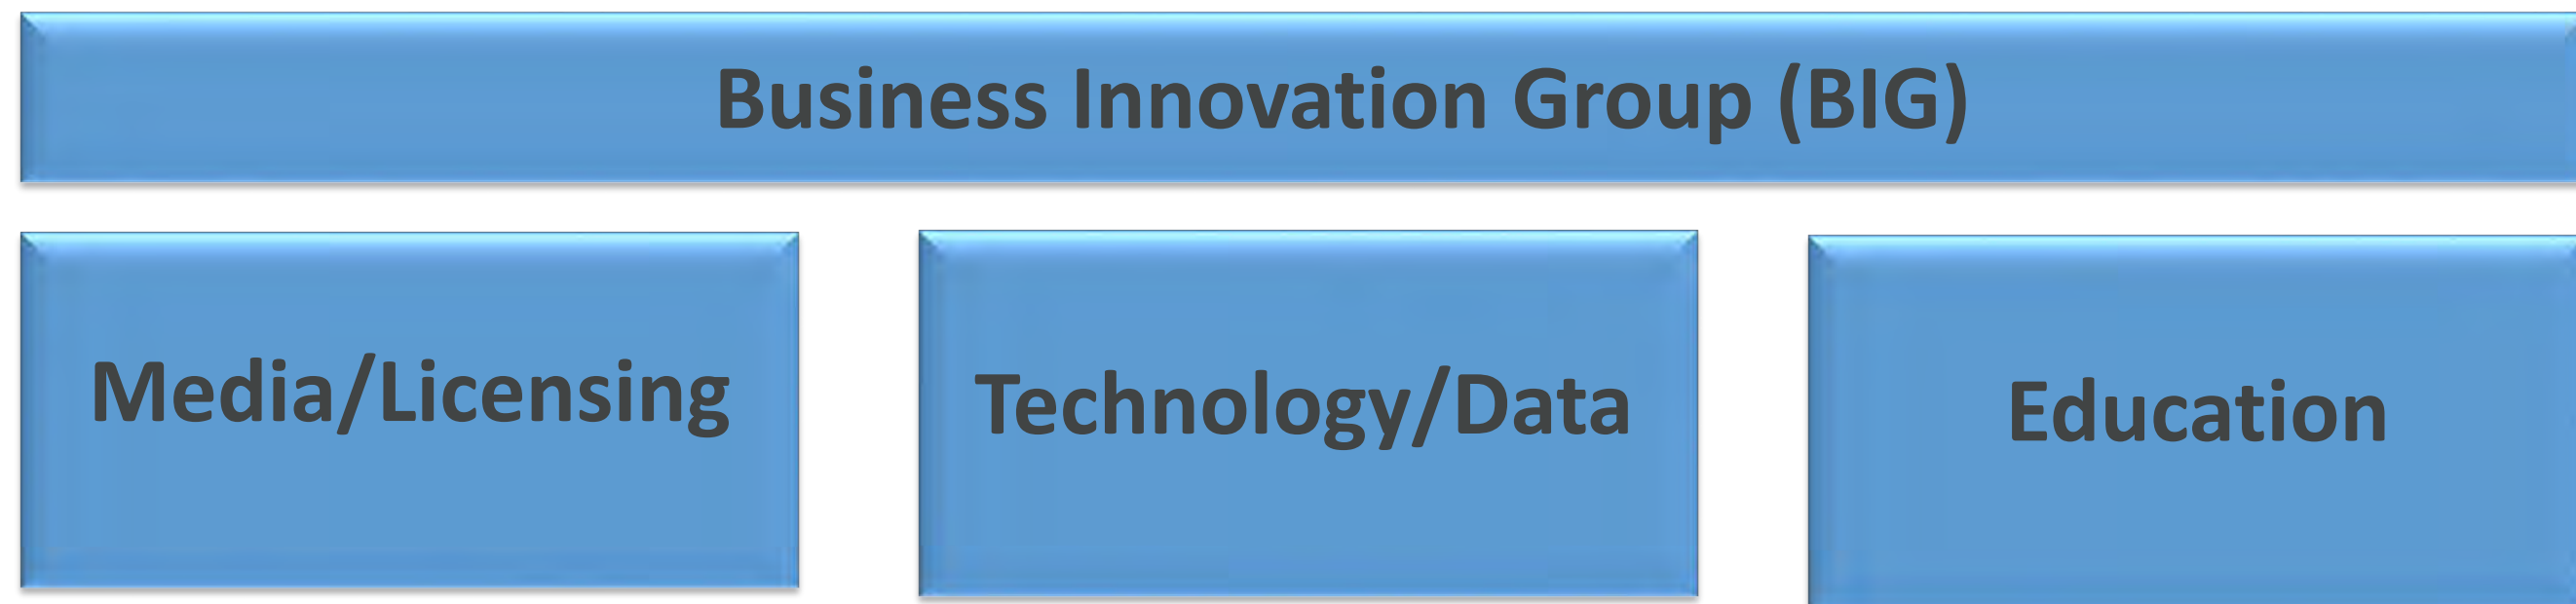 Business Innovation Group (BIG)
Media/Licensing
Technology/Data
Education